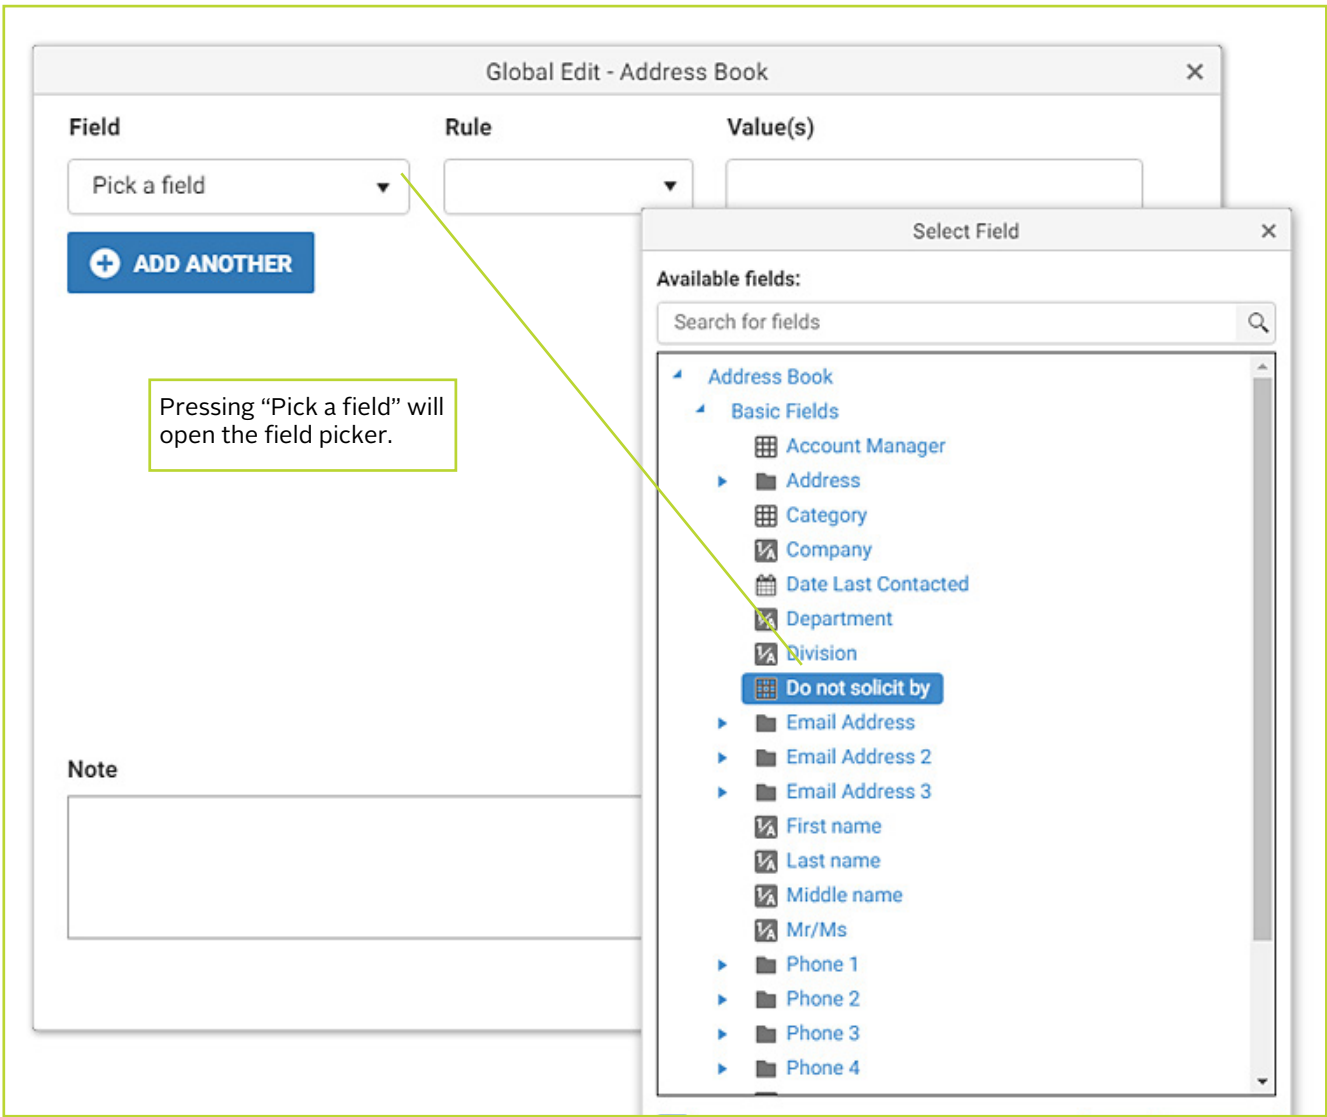 Global Edit - Address Book
Field
Rule
Value(s)
Pick a field
ADD ANOTHER
Pressing “Pick a field” will
open the field picker.
Note
Select Field
Available fields:
Search for fields
Address Book
Basic Fields
Account Manager
Address
Category
Company
Date Last Contacted
Department
Division
Do not solicit by
Email Address
Email Address 2
Email Address 3
First name
Last name
Middle name
Mr/Ms
Phone 1
Phone 2
Phone 3
Phone 4